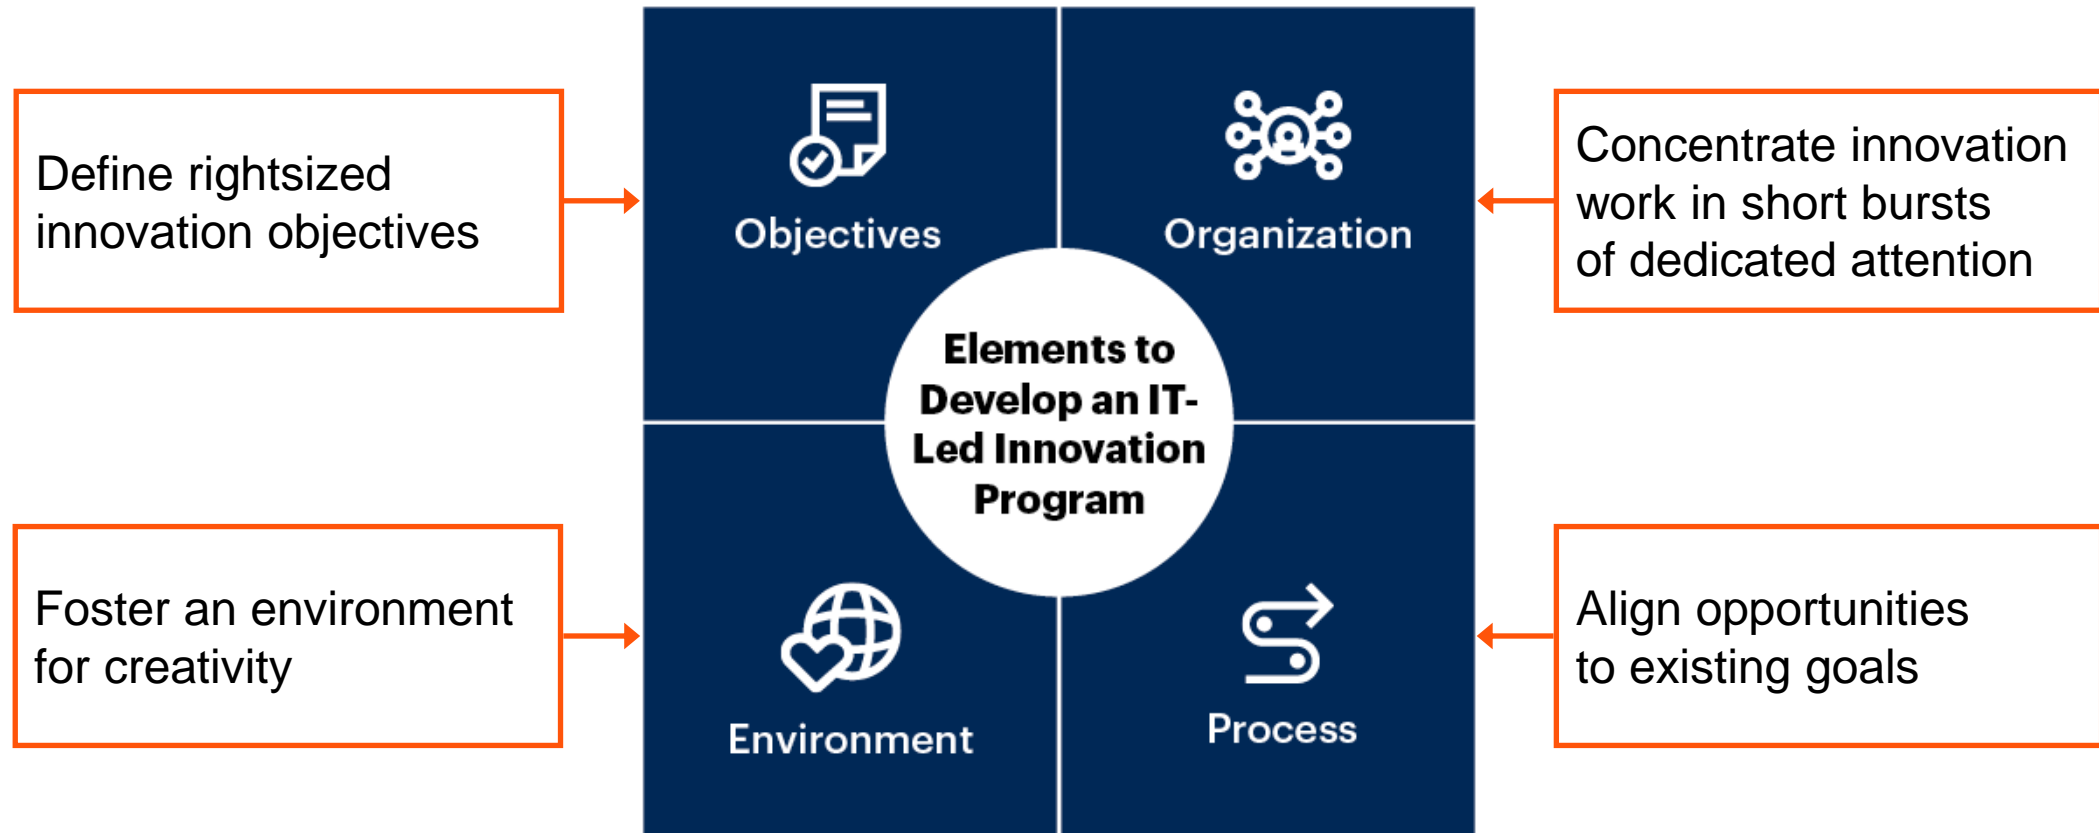 Define rightsized
innovation objectives
Objectives
Organization
Concentrate innovation
work in short bursts
of dedicated attention
Elements to
Develop an IT-
Led Innovation
Program
Foster an environment
for creativity
Environment
Process
Align opportunities
to existing goals